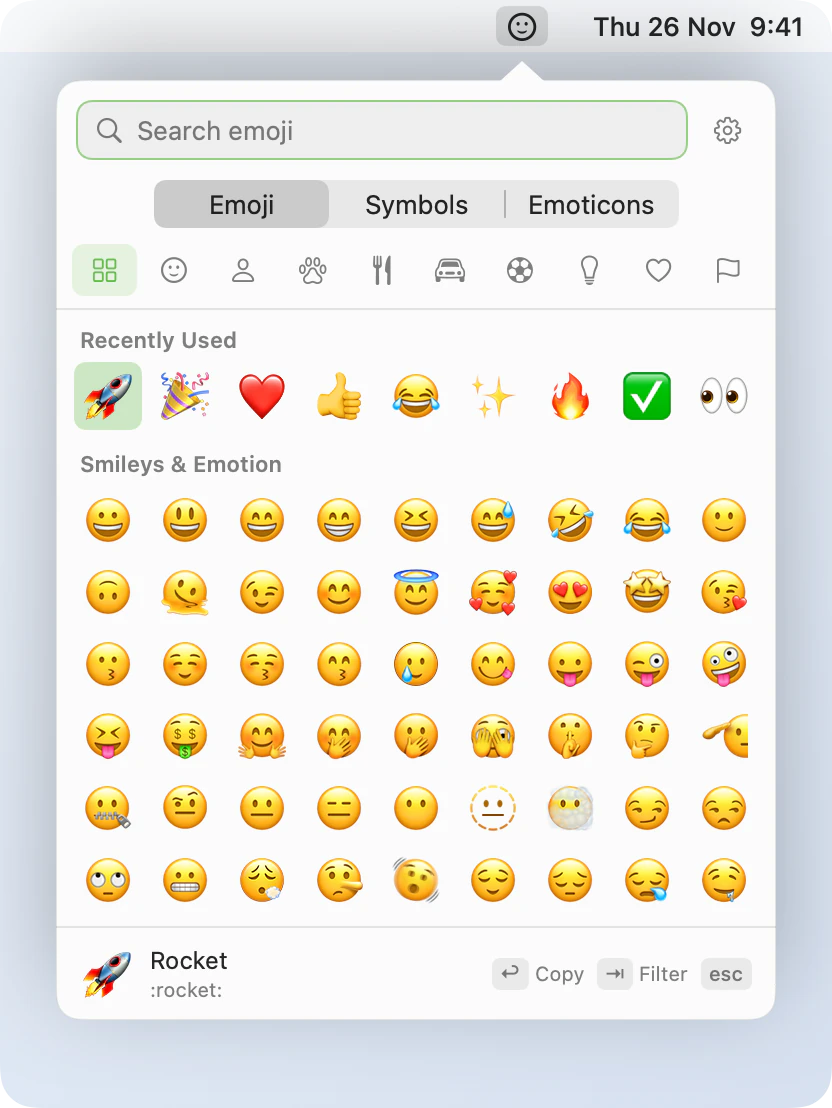 Thu 26 Nov 9:41
Search emoji
Emoji Symbols Emoticons
Recently Used
Smileys & Emotion
Rocket
:rocket:
Copy Filter esc